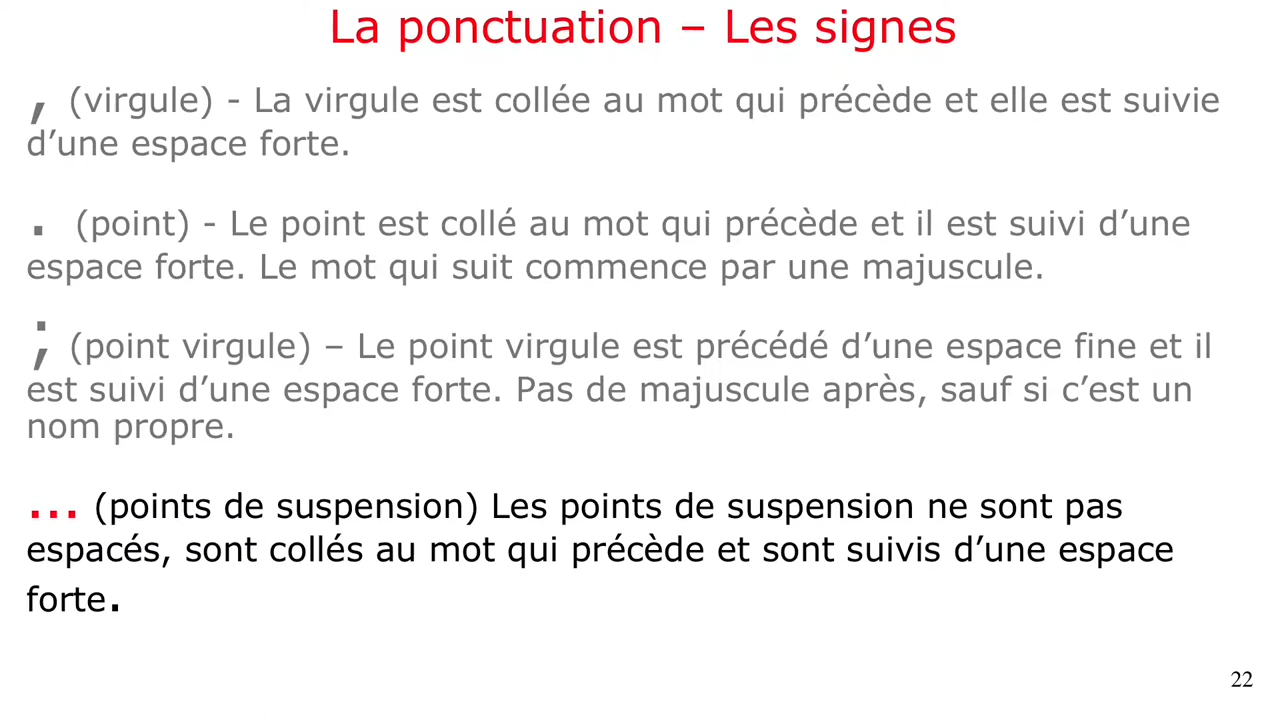 La ponctuation – Les signes
, (virgule) - La virgule est collée au mot qui précède et elle est suivie
d’une espace forte.
. (point) - Le point est collé au mot qui précède et il est suivi d’une
espace forte. Le mot qui suit commence par une majuscule.
; (point virgule) – Le point virgule est précédé d’une espace fine et il
est suivi d’une espace forte. Pas de majuscule après, sauf si c’est un
nom propre.
... (points de suspension) Les points de suspension ne sont pas
espacés, sont collés au mot qui précède et sont suivis d’une espace
forte.
22